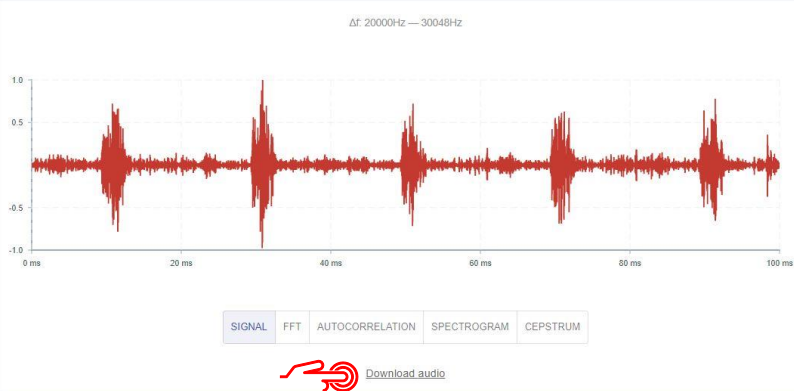 Δf: 20000Hz — 30048Hz
1.0
0.5
-0.5
-1.0
0 ms 20 ms 40 ms 60 ms 80 ms 100 ms
SIGNAL FFT AUTOCORRELATION SPECTROGRAM CEPSTRUM
Download audio